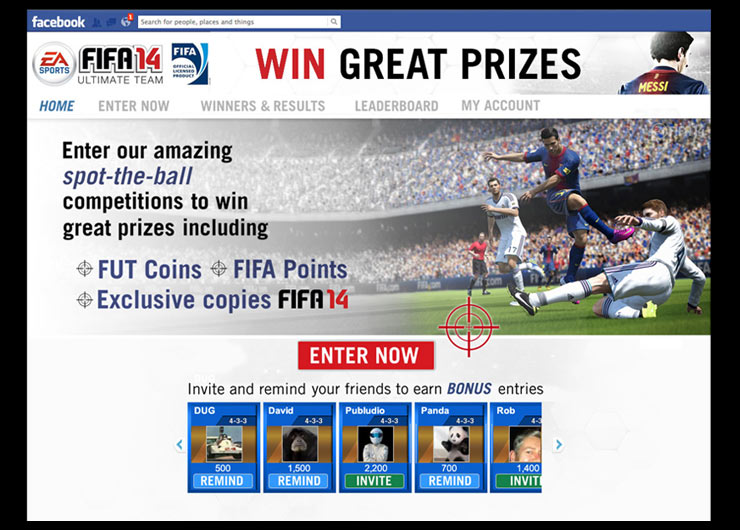 facebook 1 Search for people, places and things
EA SPORTS FIFA 14 ULTIMATE TEAM FIFA OFFICIAL LICENSED PRODUCT WIN GREAT PRIZES MESSI
HOME ENTER NOW WINNERS & RESULTS LEADERBOARD MY ACCOUNT
Enter our amazing
spot-the-ball
competitions to win
great prizes including
FUT Coins FIFA Points
Exclusive copies FIFA 14
17
ENTER NOW
Invite and remind your friends to earn BONUS entries
DUG David Publudio Panda Rob
4-3-3 4-3-3 4-3-3 4-3-3 4-3
500 1,500 2,200 700 1,400
REMIND REMIND INVITE REMIND INVIT